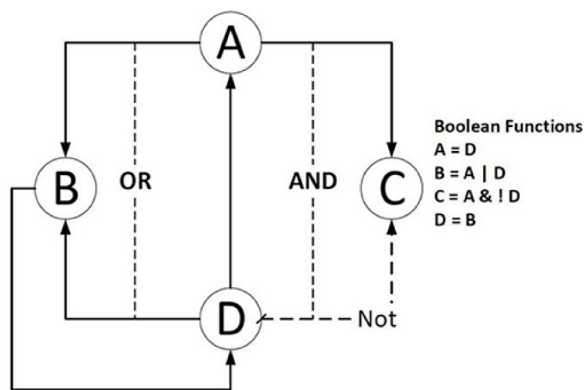 A
B
OR
AND
C
D
Not
Boolean Functions
A = D
B = A | D
C = A & ! D
D = B